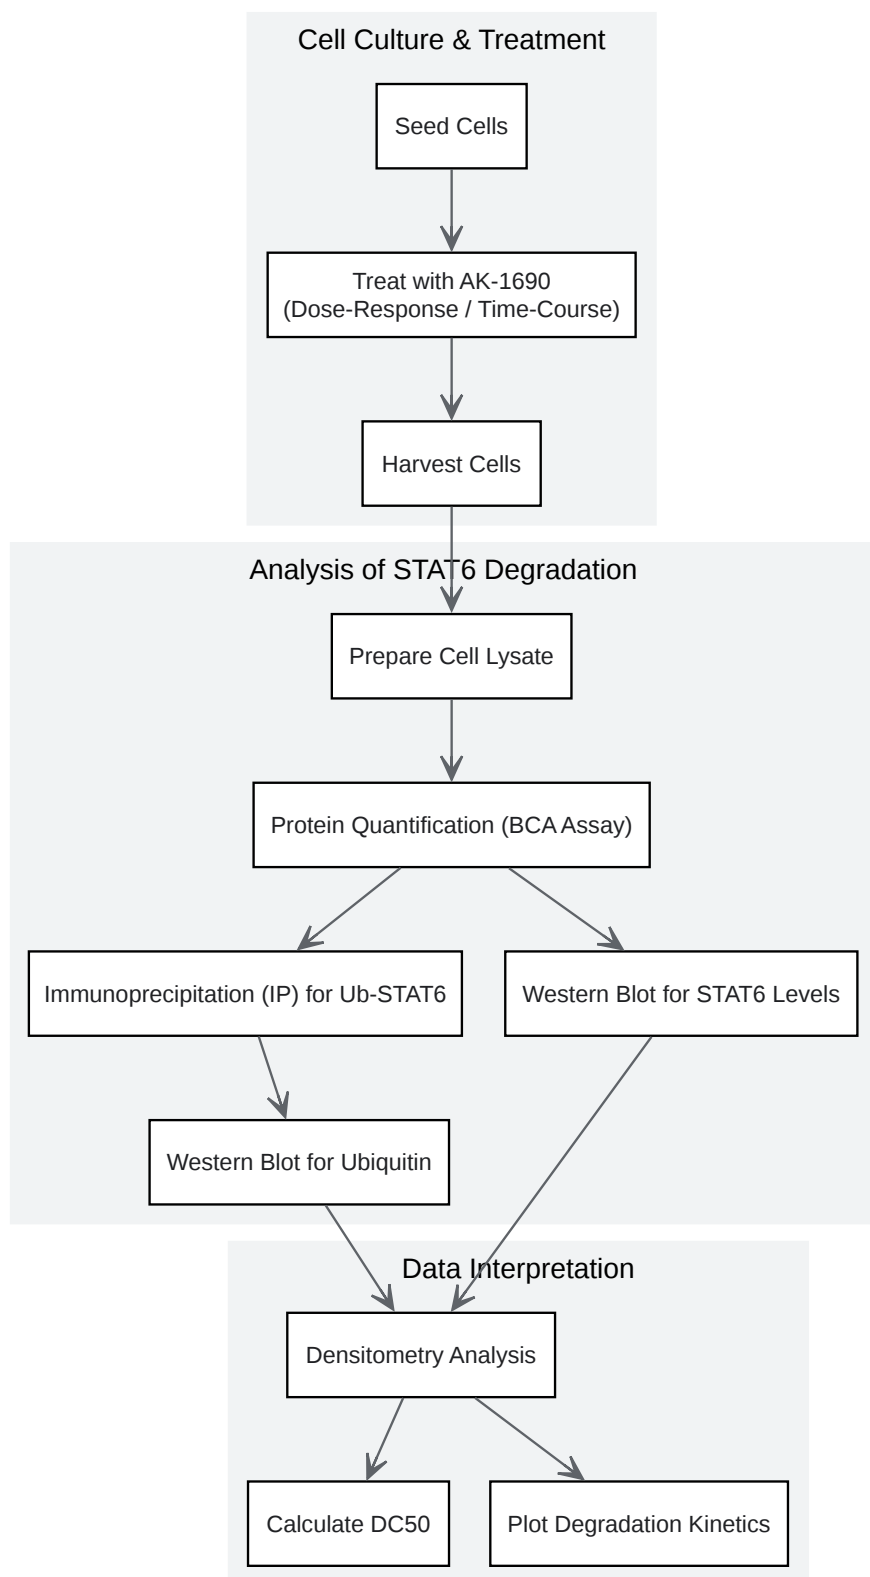 Cell Culture & Treatment
Seed Cells
Treat with AK-1690
(Dose-Response / Time-Course)
Harvest Cells
Analysis of STAT6 Degradation
Prepare Cell Lysate
Protein Quantification (BCA Assay)
Immunoprecipitation (IP) for Ub-STAT6
Western Blot for STAT6 Levels
Western Blot for Ubiquitin
Data Interpretation
Densitometry Analysis
Calculate DC50
Plot Degradation Kinetics